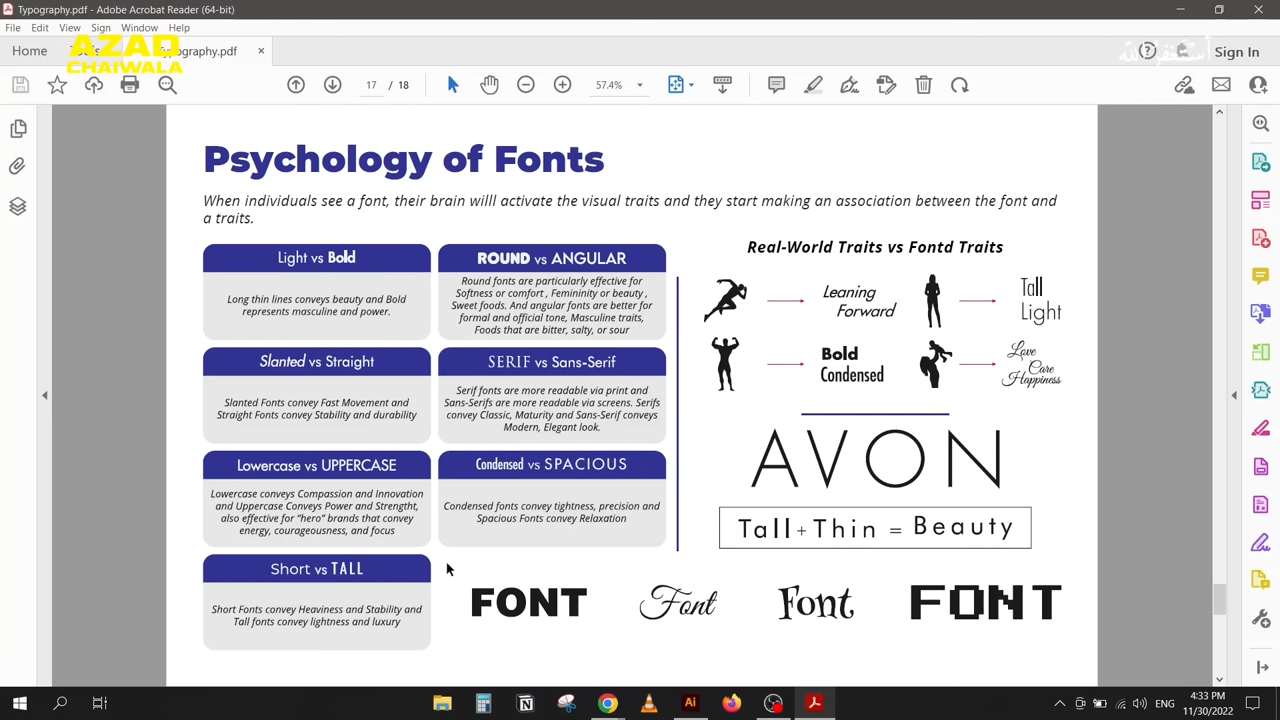 Typography.pdf - Adobe Acrobat Reader (64-bit)
File Edit View Sign Window Help
AZAD
CHAIWALA
Home
Typography.pdf
أستغفر الله
Sign In
17 / 18
57.4%
Psychology of Fonts
When individuals see a font, their brain willl activate the visual traits and they start making an association between the font and
a traits.
Light vs Bold
Long thin lines conveys beauty and Bold
represents masculine and power.
ROUND vs ANGULAR
Round fonts are particularly effective for
Softness or comfort , Femininity or beauty ,
Sweet foods. And angular fonts are better for
formal and official tone, Masculine traits,
Foods that are bitter, salty, or sour
Slanted vs Straight
Slanted Fonts convey Fast Movement and
Straight Fonts convey Stability and durability
SERIF vs Sans-Serif
Serif fonts are more readable via print and
Sans-Serifs are more readable via screens. Serifs
convey Classic, Maturity and Sans-Serif conveys
Modern, Elegant look.
Lowercase vs UPPERCASE
Lowercase conveys Compassion and Innovation
and Uppercase Conveys Power and Strengtht,
also effective for “hero” brands that convey
energy, courageousness, and focus
Condensed vs SPACIOUS
Condensed fonts convey tightness, precision and
Spacious Fonts convey Relaxation
Short vs TALL
Short Fonts convey Heaviness and Stability and
Tall fonts convey lightness and luxury
Real-World Traits vs Fontd Traits
Leaning
Forward
Tall
Light
Bold
Condensed
Love
Care
Happiness
AVON
Tall + Thin = Beauty
FONT Font Font FONT
Ai
ENG
4:33 PM
11/30/2022